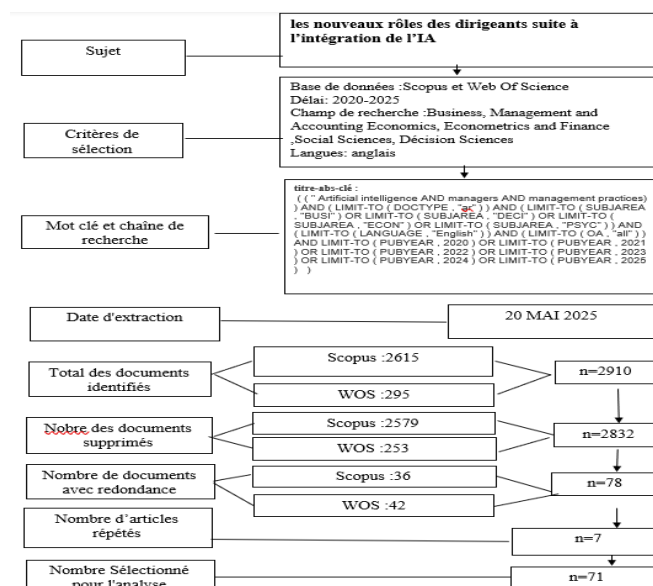 les nouveaux rôles des dirigeants suite à
l'intégration de l'IA
Sujet
Base de données :Scopus et Web Of Science
Délai: 2020-2025
Champ de recherche :Business, Management and
Accounting Economics, Econometrics and Finance
,Social Sciences, Décision Sciences
Langues: anglais
Critères de
sélection
titre-abs-clé :
( ( " Artificial intelligence AND managers AND management practices)
) AND ( LIMIT-TO ( DOCTYPE , "ac" ) ) AND ( LIMIT-TO ( SUBJAREA
, "BUSI" ) OR LIMIT-TO ( SUBJAREA , "DECI" ) OR LIMIT-TO (
SUBJAREA , "ECON" ) OR LIMIT-TO ( SUBJAREA , "PSYC" ) ) AND
( LIMIT-TO ( LANGUAGE , "English" ) ) AND ( LIMIT-TO ( OA , "all" ) )
AND LIMIT-TO ( PUBYEAR , 2020 ) OR LIMIT-TO ( PUBYEAR , 2021
) OR LIMIT-TO ( PUBYEAR , 2022 ) OR LIMIT-TO ( PUBYEAR , 2023
) OR LIMIT-TO ( PUBYEAR , 2024 ) OR LIMIT-TO ( PUBYEAR , 2025
) )
Mot clé et chaîne de
recherche
Date d'extraction
20 MAI 2025
Total des documents
identifiés
Scopus :2615
WOS :295
n=2910
Nobre des documents
supprimés
Scopus :2579
WOS :253
n=2832
Nombre de documents
avec redondance
Scopus :36
WOS :42
n=78
Nombre d'articles
répétés
n=7
Nombre Sélectionné
pour l'analyse
n=71